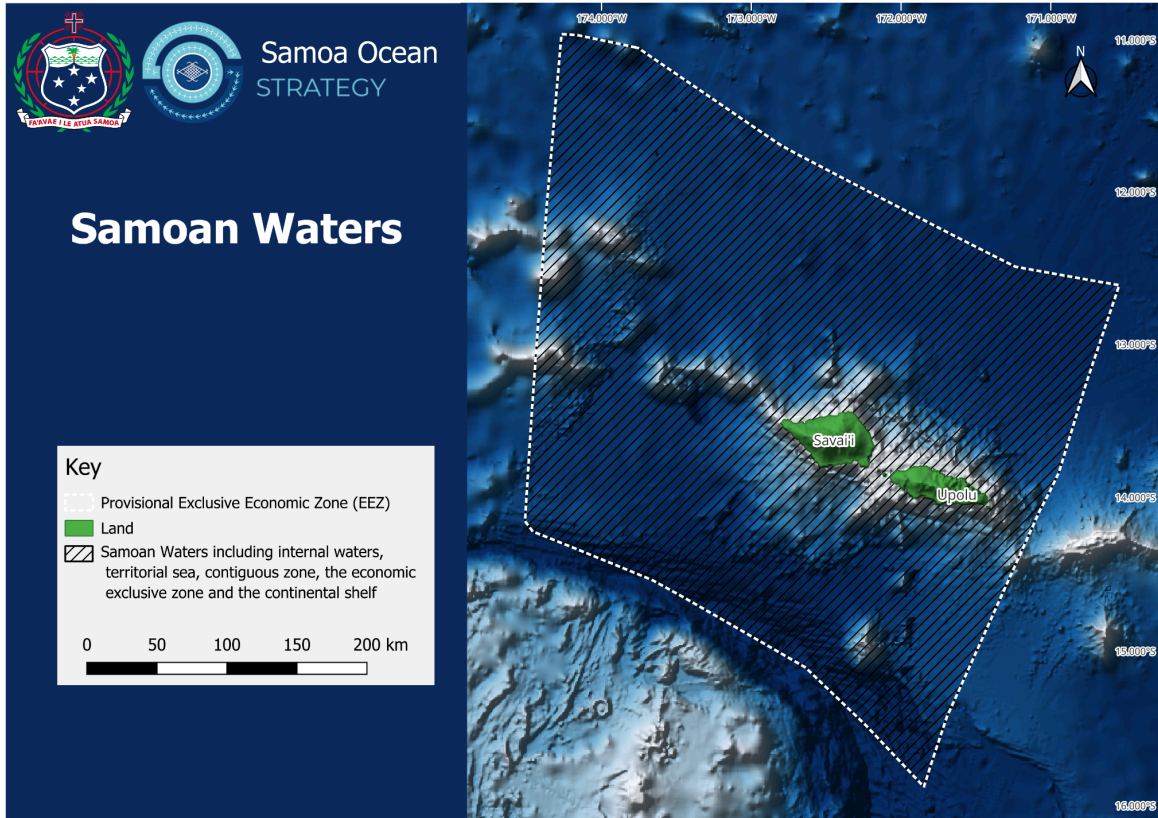 FA'AVAE I LE ATUA SAMOA
Samoa Ocean
STRATEGY
Samoan Waters
Key
Provisional Exclusive Economic Zone (EEZ)
Land
Samoan Waters including internal waters,
territorial sea, contiguous zone, the economic
exclusive zone and the continental shelf
0 50 100 150 200 km
174.000°W 173.000°W 172.000°W 171.000°W
11.000°S
N
12.000°S
13.000°S
Savai'i
Upolu
14.000°S
15.000°S
16.000°S